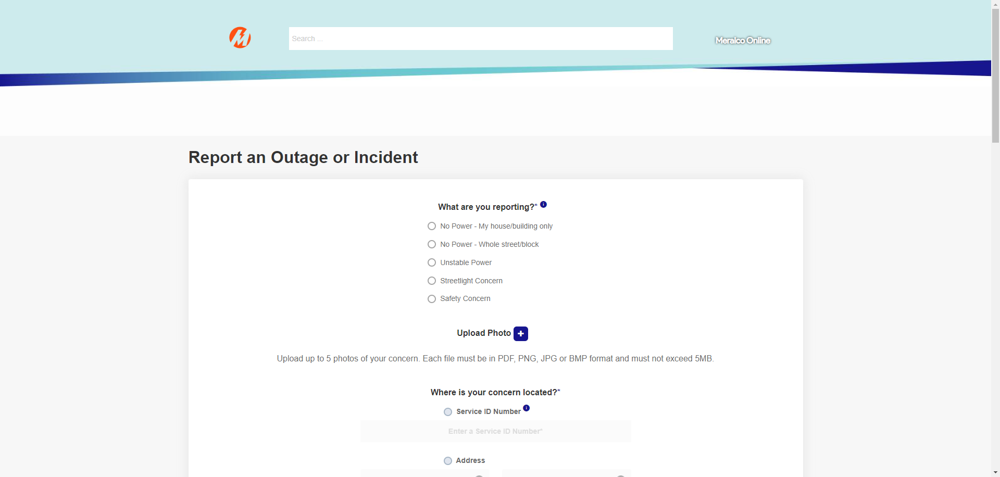 Search ...
Meralco Online
Report an Outage or Incident
What are you reporting?*
No Power - My house/building only
No Power - Whole street/block
Unstable Power
Streetlight Concern
Safety Concern
Upload Photo
Upload up to 5 photos of your concern. Each file must be in PDF, PNG, JPG or BMP format and must not exceed 5MB.
Where is your concern located?*
Service ID Number
Enter a Service ID Number*
Address